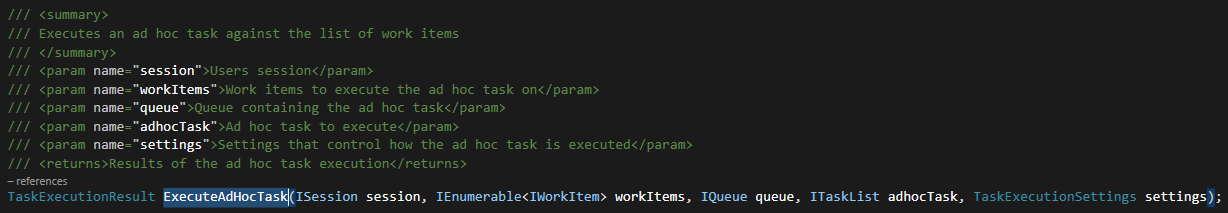 /// <summary>
/// Executes an ad hoc task against the list of work items
/// </summary>
/// <param name="session">Users session</param>
/// <param name="workItems">Work items to execute the ad hoc task on</param>
/// <param name="queue">Queue containing the ad hoc task</param>
/// <param name="adhocTask">Ad hoc task to execute</param>
/// <param name="settings">Settings that control how the ad hoc task is executed</param>
/// <returns>Results of the ad hoc task execution</returns>
– references
TaskExecutionResult ExecuteAdHocTask(ISession session, IEnumerable<IWorkItem> workItems, IQueue queue, ITaskList adhocTask, TaskExecutionSettings settings);